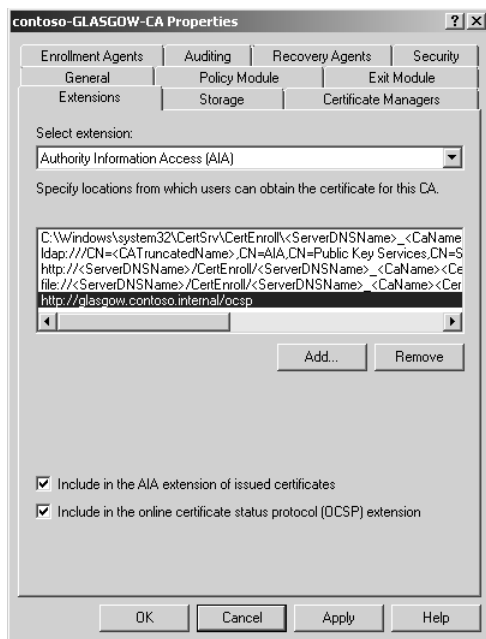 contoso-GLASGOW-CA Properties
Enrollment Agents Auditing Recovery Agents Security
General Policy Module Exit Module
Extensions Storage Certificate Managers
Select extension:
Authority Information Access (AIA)
Specify locations from which users can obtain the certificate for this CA.
C:\Windows\system32\CertSrv\CertEnroll\<ServerDNSName>_<CaName
ldap:///CN=<CATruncatedName>,CN=AIA,CN=Public Key Services,CN=S
http://<ServerDNSName>/CertEnroll/<ServerDNSName>_<CaName><Ce
file://<ServerDNSName>/CertEnroll/<ServerDNSName>_<CaName><Cer
http://glasgow.contoso.internal/ocsp
Add... Remove
Include in the AIA extension of issued certificates
Include in the online certificate status protocol (OCSP) extension
OK Cancel Apply Help